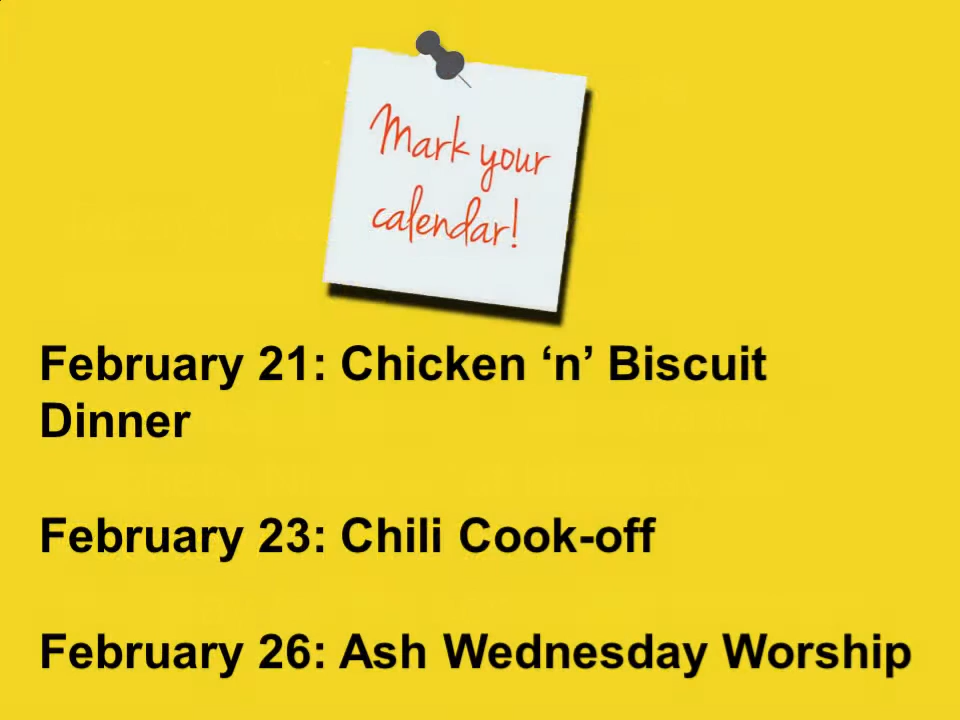 Mark your
calendar!
February 21: Chicken ‘n’ Biscuit
Dinner
February 23: Chili Cook-off
February 26: Ash Wednesday Worship